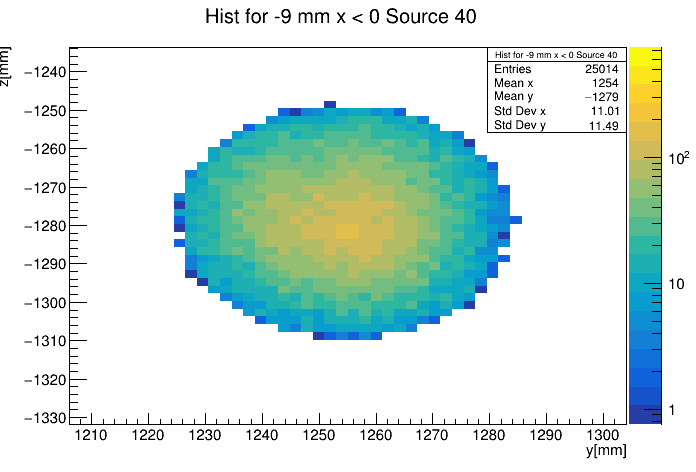 Hist for -9 mm x < 0 Source 40
z[mm]
−1240
−1250
−1260
−1270
−1280
−1290
−1300
−1310
−1320
−1330
Hist for -9 mm x < 0 Source 40
Entries 25014
Mean x 1254
Mean y −1279
Std Dev x 11.01
Std Dev y 11.49
10²
10
1
1210 1220 1230 1240 1250 1260 1270 1280 1290 1300
y[mm]